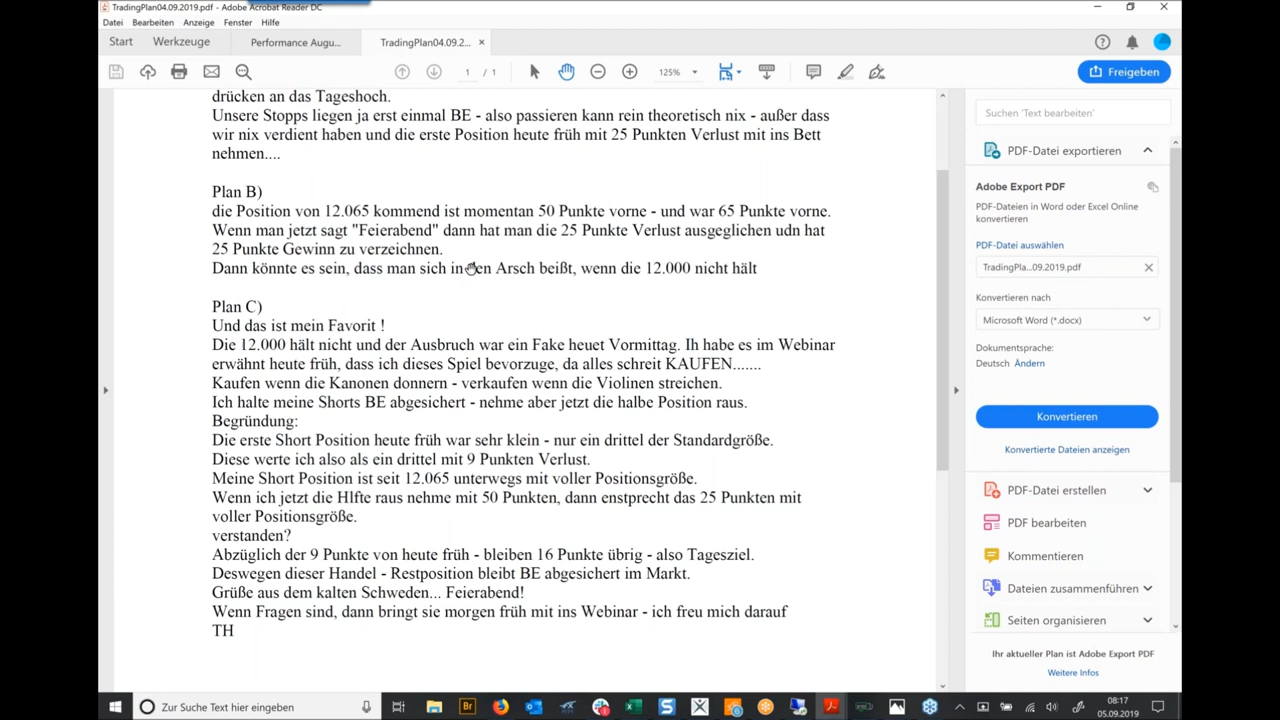 TradingPlan04.09.2019.pdf - Adobe Acrobat Reader DC
Datei Bearbeiten Anzeige Fenster Hilfe
Start Werkzeuge Performance Augu... TradingPlan04.09.2... ×
1 / 1 125% Freigeben
drücken an das Tageshoch.
Unsere Stopps liegen ja erst einmal BE - also passieren kann rein theoretisch nix - außer dass
wir nix verdient haben und die erste Position heute früh mit 25 Punkten Verlust mit ins Bett
nehmen....
Plan B)
die Position von 12.065 kommend ist momentan 50 Punkte vorne - und war 65 Punkte vorne.
Wenn man jetzt sagt "Feierabend" dann hat man die 25 Punkte Verlust ausgeglichen udn hat
25 Punkte Gewinn zu verzeichnen.
Dann könnte es sein, dass man sich in en Arsch beißt, wenn die 12.000 nicht hält
Plan C)
Und das ist mein Favorit !
Die 12.000 hält nicht und der Ausbruch war ein Fake heuet Vormittag. Ih habe es im Webinar
erwähnt heute früh, dass ich dieses Spiel bevorzuge, da alles schreit KAUFEN.......
Kaufen wenn die Kanonen donnern - verkaufen wenn die Violinen streichen.
Ich halte meine Shorts BE abgesichert - nehme aber jetzt die halbe Position raus.
Begründung:
Die erste Short Position heute früh war sehr klein - nur ein drittel der Standardgröße.
Diese werte ich also als ein drittel mit 9 Punkten Verlust.
Meine Short Position ist seit 12.065 unterwegs mit voller Positionsgröße.
Wenn ich jetzt die HIfte raus nehme mit 50 Punkten, dann enstprecht das 25 Punkten mit
voller Positionsgröße.
verstanden?
Abzüglich der 9 Punkte von heute früh - bleiben 16 Punkte übrig - also Tagesziel.
Deswegen dieser Handel - Restposition bleibt BE abgesichert im Markt.
Grüße aus dem kalten Schweden... Feierabend!
Wenn Fragen sind, dann bringt sie morgen früh mit ins Webinar - ich freu mich darauf
TH
Suchen 'Text bearbeiten'
PDF-Datei exportieren
Adobe Export PDF
PDF-Dateien in Word oder Excel Online
konvertieren
PDF-Datei auswählen
TradingPla...09.2019.pdf
Konvertieren nach
Microsoft Word (*.docx)
Dokumentsprache:
Deutsch Ändern
Konvertieren
Konvertierte Dateien anzeigen
PDF-Datei erstellen
PDF bearbeiten
Kommentieren
Dateien zusammenführen
Seiten organisieren
Ihr aktueller Plan ist Adobe Export PDF
Weitere Infos
Zur Suche Text hier eingeben
Br
08:17
05.09.2019